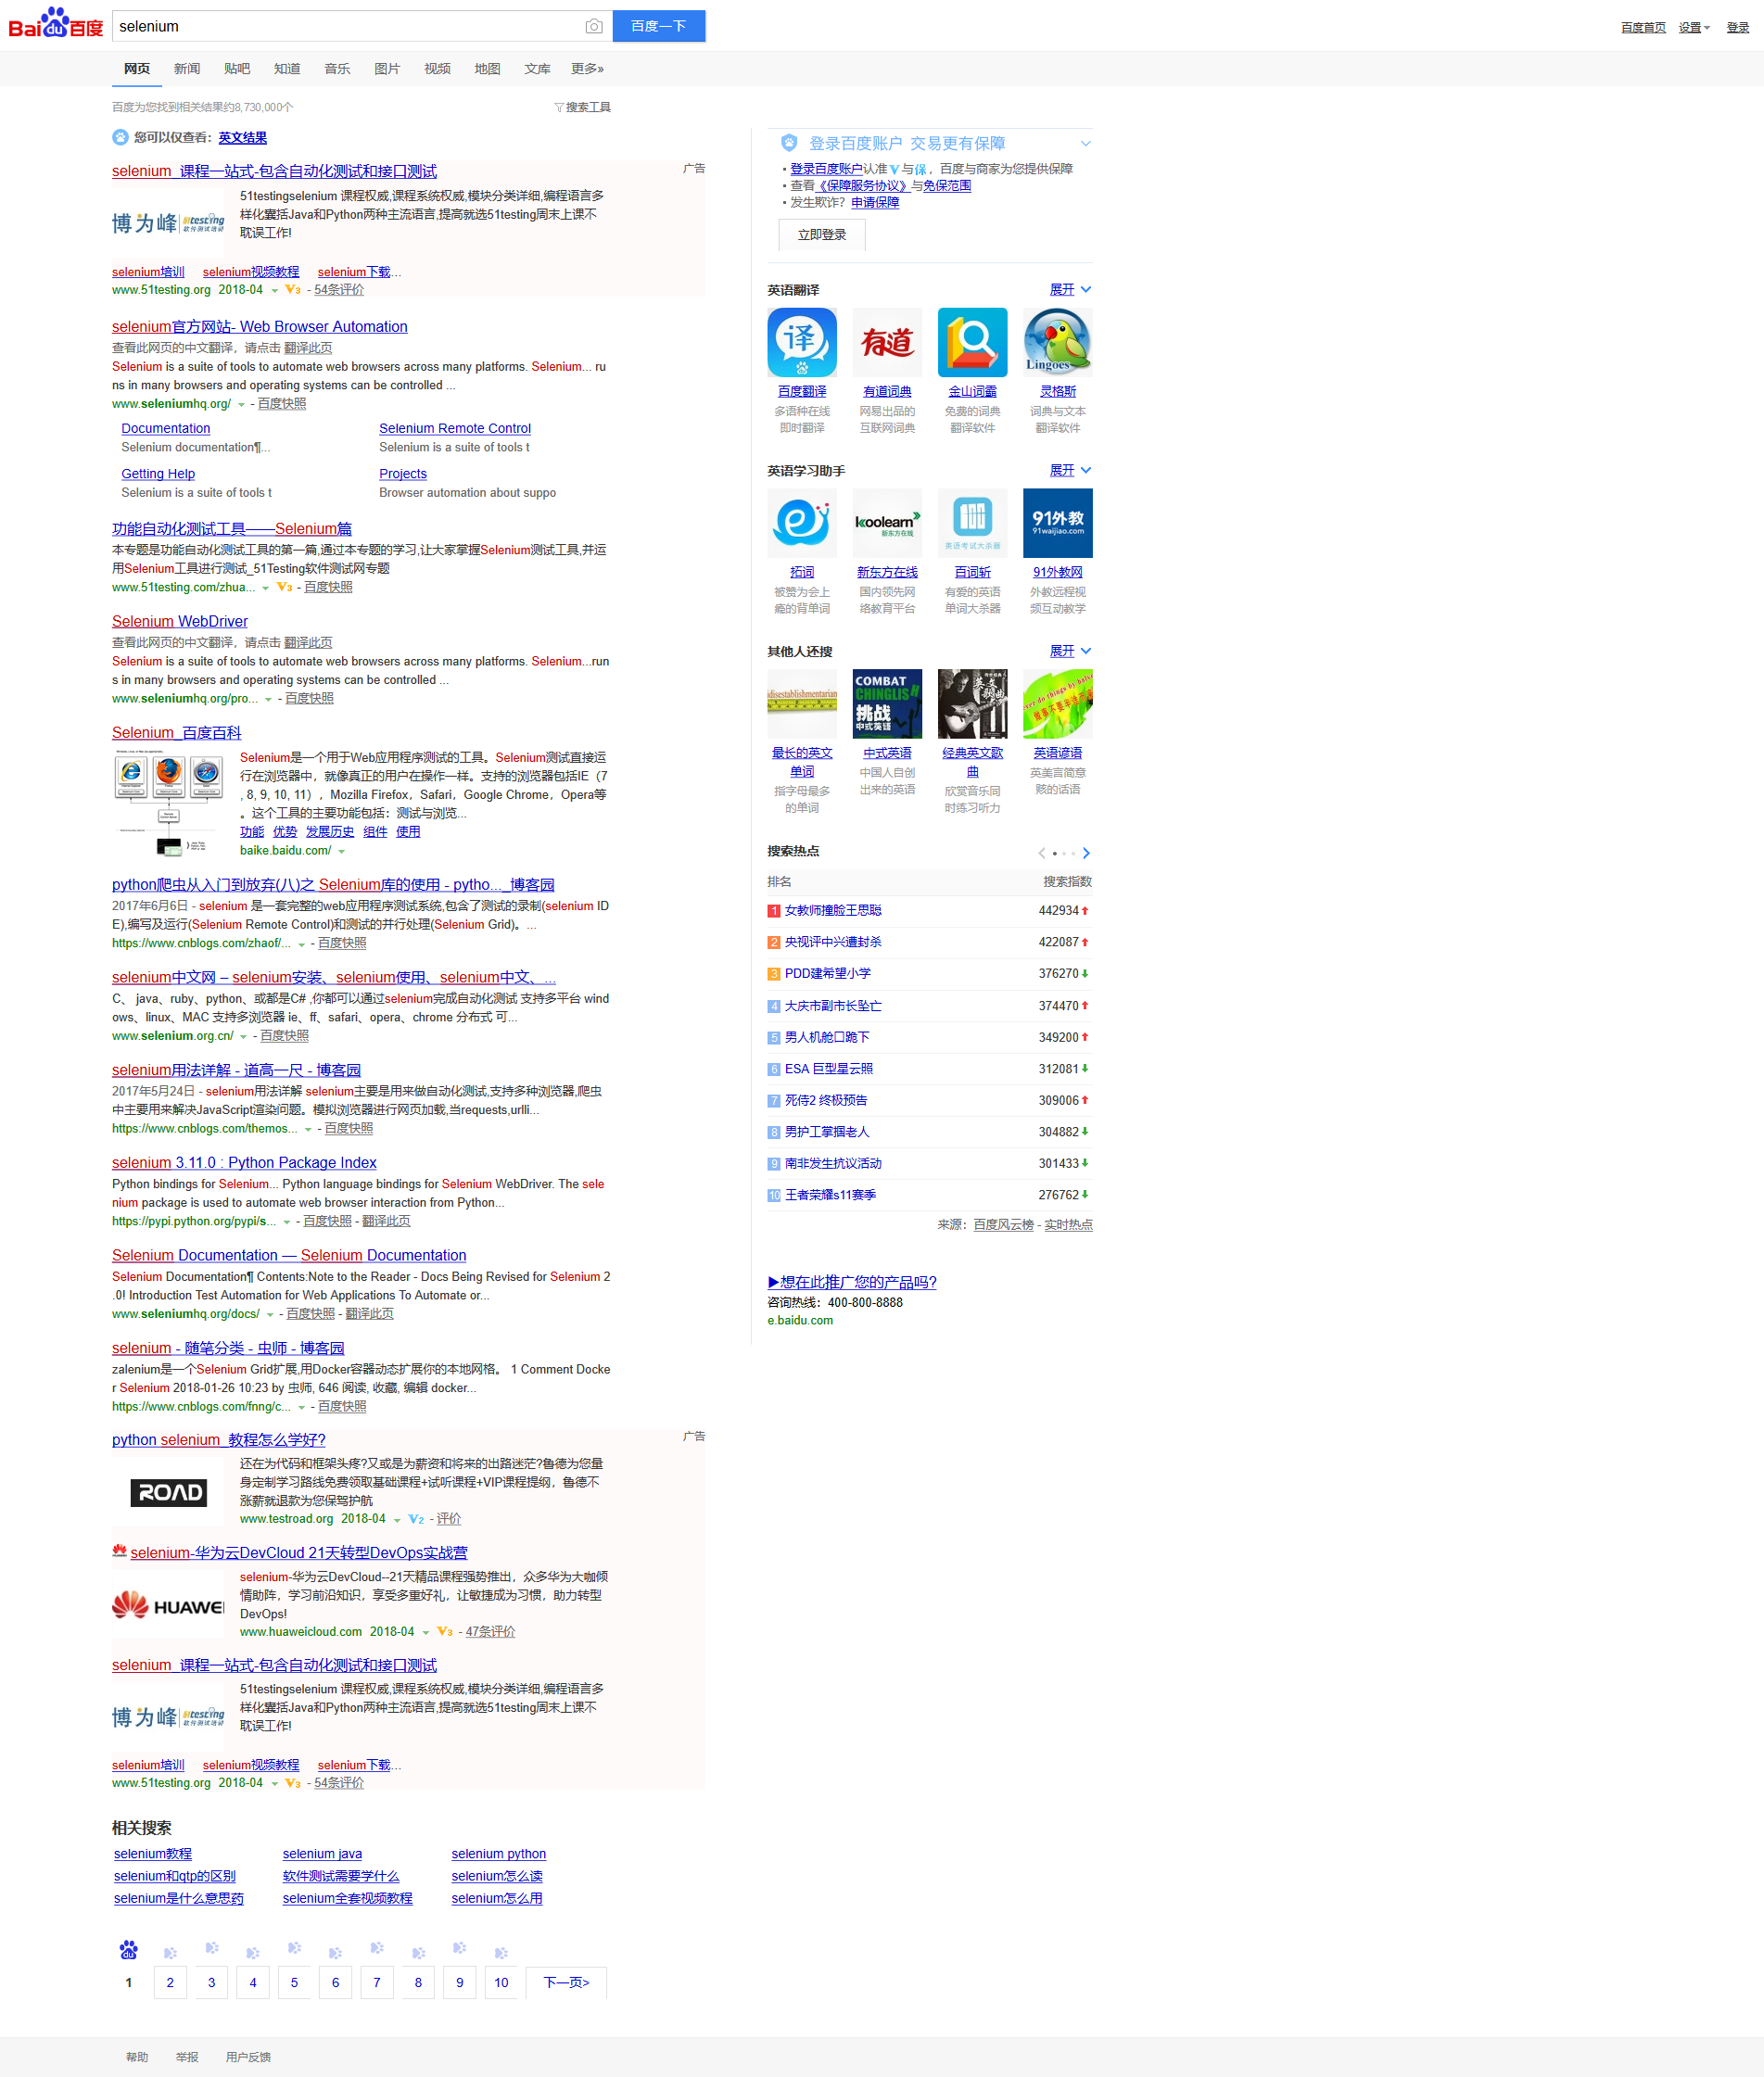 Bai du 百度
selenium
百度一下
百度首页 设置 登录
网页 新闻 贴吧 知道 音乐 图片 视频 地图 文库 更多»
百度为您找到相关结果约8,730,000个
搜索工具
您可以仅查看：英文结果
selenium_课程一站式-包含自动化测试和接口测试
广告
博为峰 51testing 软件测试培训
51testingselenium 课程权威,课程系统权威,模块分类详细,编程语言多
样化囊括Java和Python两种主流语言,提高就选51testing周末上课不
耽误工作!
selenium培训 selenium视频教程 selenium下载...
www.51testing.org 2018-04 V3 - 54条评价
selenium官方网站- Web Browser Automation
查看此网页的中文翻译，请点击 翻译此页
Selenium is a suite of tools to automate web browsers across many platforms. Selenium... ru
ns in many browsers and operating systems can be controlled ...
www.seleniumhq.org/ - 百度快照
Documentation
Selenium documentation¶...
Selenium Remote Control
Selenium is a suite of tools t
Getting Help
Selenium is a suite of tools t
Projects
Browser automation about suppo
功能自动化测试工具——Selenium篇
本专题是功能自动化测试工具的第一篇,通过本专题的学习,让大家掌握Selenium测试工具,并运
用Selenium工具进行测试_51Testing软件测试网专题
www.51testing.com/zhua... V3 - 百度快照
Selenium WebDriver
查看此网页的中文翻译，请点击 翻译此页
Selenium is a suite of tools to automate web browsers across many platforms. Selenium...run
s in many browsers and operating systems can be controlled ...
www.seleniumhq.org/pro... - 百度快照
Selenium_百度百科
Selenium是一个用于Web应用程序测试的工具。Selenium测试直接运
行在浏览器中，就像真正的用户在操作一样。支持的浏览器包括IE（7
, 8, 9, 10, 11），Mozilla Firefox，Safari，Google Chrome，Opera等
。这个工具的主要功能包括：测试与浏览...
功能 优势 发展历史 组件 使用
baike.baidu.com/
python爬虫从入门到放弃(八)之 Selenium库的使用 - pytho..._博客园
2017年6月6日 - selenium 是一套完整的web应用程序测试系统,包含了测试的录制(selenium ID
E),编写及运行(Selenium Remote Control)和测试的并行处理(Selenium Grid)。...
https://www.cnblogs.com/zhaof/... - 百度快照
selenium中文网 – selenium安装、selenium使用、selenium中文、...
C、 java、ruby、python、或都是C# ,你都可以通过selenium完成自动化测试 支持多平台 wind
ows、linux、MAC 支持多浏览器 ie、ff、safari、opera、chrome 分布式 可...
www.selenium.org.cn/ - 百度快照
selenium用法详解 - 道高一尺 - 博客园
2017年5月24日 - selenium用法详解 selenium主要是用来做自动化测试,支持多种浏览器,爬虫
中主要用来解决JavaScript渲染问题。模拟浏览器进行网页加载,当requests,urlli...
https://www.cnblogs.com/themos... - 百度快照
selenium 3.11.0 : Python Package Index
Python bindings for Selenium... Python language bindings for Selenium WebDriver. The sele
nium package is used to automate web browser interaction from Python...
https://pypi.python.org/pypi/s... - 百度快照 - 翻译此页
Selenium Documentation — Selenium Documentation
Selenium Documentation¶ Contents:Note to the Reader - Docs Being Revised for Selenium 2
.0! Introduction Test Automation for Web Applications To Automate or...
www.seleniumhq.org/docs/ - 百度快照 - 翻译此页
selenium - 随笔分类 - 虫师 - 博客园
zalenium是一个Selenium Grid扩展,用Docker容器动态扩展你的本地网格。 1 Comment Docke
r Selenium 2018-01-26 10:23 by 虫师, 646 阅读, 收藏, 编辑 docker...
https://www.cnblogs.com/fnng/c... - 百度快照
python selenium_教程怎么学好?
广告
ROAD
还在为代码和框架头疼?又或是为薪资和将来的出路迷茫?鲁德为您量
身定制学习路线免费领取基础课程+试听课程+VIP课程提纲，鲁德不
涨薪就退款为您保驾护航
www.testroad.org 2018-04 V2 - 评价
selenium-华为云DevCloud 21天转型DevOps实战营
HUAWEI
selenium-华为云DevCloud--21天精品课程强势推出，众多华为大咖倾
情助阵，学习前沿知识，享受多重好礼，让敏捷成为习惯，助力转型
DevOps!
www.huaweicloud.com 2018-04 V3 - 47条评价
selenium_课程一站式-包含自动化测试和接口测试
博为峰 51testing 软件测试培训
51testingselenium 课程权威,课程系统权威,模块分类详细,编程语言多
样化囊括Java和Python两种主流语言,提高就选51testing周末上课不
耽误工作!
selenium培训 selenium视频教程 selenium下载...
www.51testing.org 2018-04 V3 - 54条评价
相关搜索
selenium教程 selenium java selenium python
selenium和qtp的区别 软件测试需要学什么 selenium怎么读
selenium是什么意思药 selenium全套视频教程 selenium怎么用
du
1 2 3 4 5 6 7 8 9 10 下一页>
帮助 举报 用户反馈
登录百度账户 交易更有保障
登录百度账户认准V与保，百度与商家为您提供保障
查看《保障服务协议》与免保范围
发生欺诈？申请保障
立即登录
英语翻译 展开
译 有道 Lingoes
百度翻译 有道词典 金山词霸 灵格斯
多语种在线 网易出品的 免费的词典 词典与文本
即时翻译 互联网词典 翻译软件 翻译软件
英语学习助手 展开
koolearn 新东方在线
100 英语考试大杀器
91外教 91waijiao.com
拓词 新东方在线 百词斩 91外教网
被赞为会上 国内领先网 有爱的英语 外教远程视
瘾的背单词 络教育平台 单词大杀器 频互动教学
其他人还搜 展开
disestablishmentarian
COMBAT CHINGLISH 挑战 中式英语
英文歌曲
最长的英文 中式英语 经典英文歌 英语谚语
单词 中国人自创 曲 英美言简意
指字母最多 出来的英语 欣赏音乐同 赅的话语
的单词 时练习听力
搜索热点
排名 搜索指数
1 女教师撞脸王思聪 442934
2 央视评中兴遭封杀 422087
3 PDD建希望小学 376270
4 大庆市副市长坠亡 374470
5 男人机舱口跪下 349200
6 ESA 巨型星云照 312081
7 死侍2 终极预告 309006
8 男护工掌掴老人 304882
9 南非发生抗议活动 301433
10 王者荣耀s11赛季 276762
来源：百度风云榜 - 实时热点
▶想在此推广您的产品吗?
咨询热线：400-800-8888
e.baidu.com